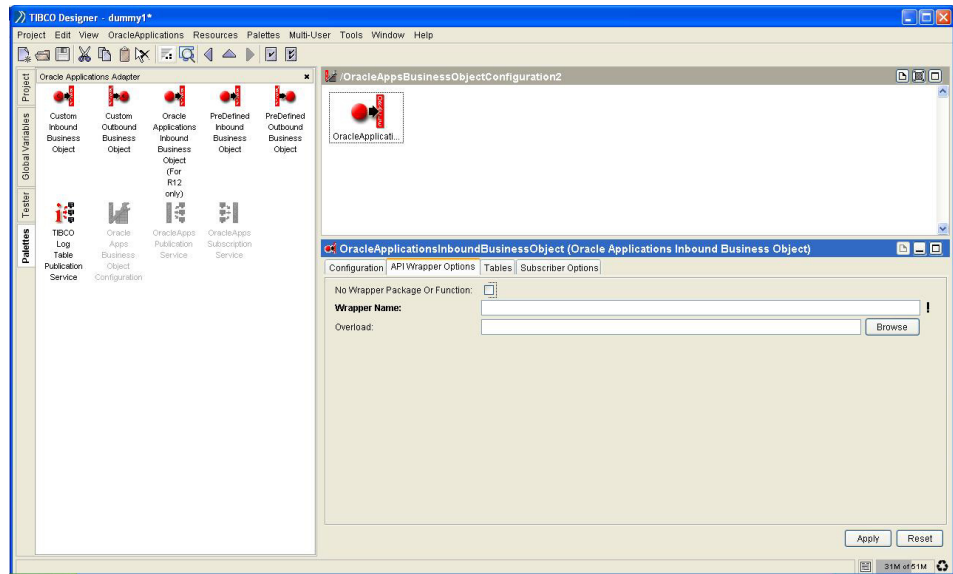 TIBCO Designer - dummy1*
Project Edit View OracleApplications Resources Palettes Multi-User Tools Window Help
Project
Global Variables
Tester
Palettes
Oracle Applications Adapter
Custom Inbound Business Object
Custom Outbound Business Object
Oracle Applications Inbound Business Object (For R12 only)
PreDefined Inbound Business Object
PreDefined Outbound Business Object
TIBCO Log Table Publication Service
Oracle Apps Business Object Configuration
OracleApps Publication Service
OracleApps Subscription Service
/OracleAppsBusinessObjectConfiguration2
OracleApplicati...
OracleApplicationsInboundBusinessObject (Oracle Applications Inbound Business Object)
Configuration API Wrapper Options Tables Subscriber Options
No Wrapper Package Or Function:
Wrapper Name: !
Overload: Browse
Apply Reset
31M of 51M